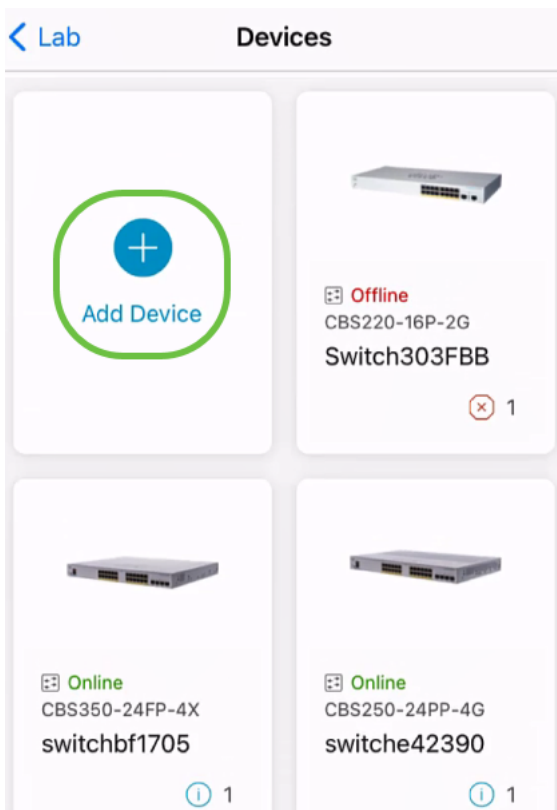 Lab
Devices
Add Device
Offline
CBS220-16P-2G
Switch303FBB
1
Online
CBS350-24FP-4X
switchbf1705
1
Online
CBS250-24PP-4G
switche42390
1